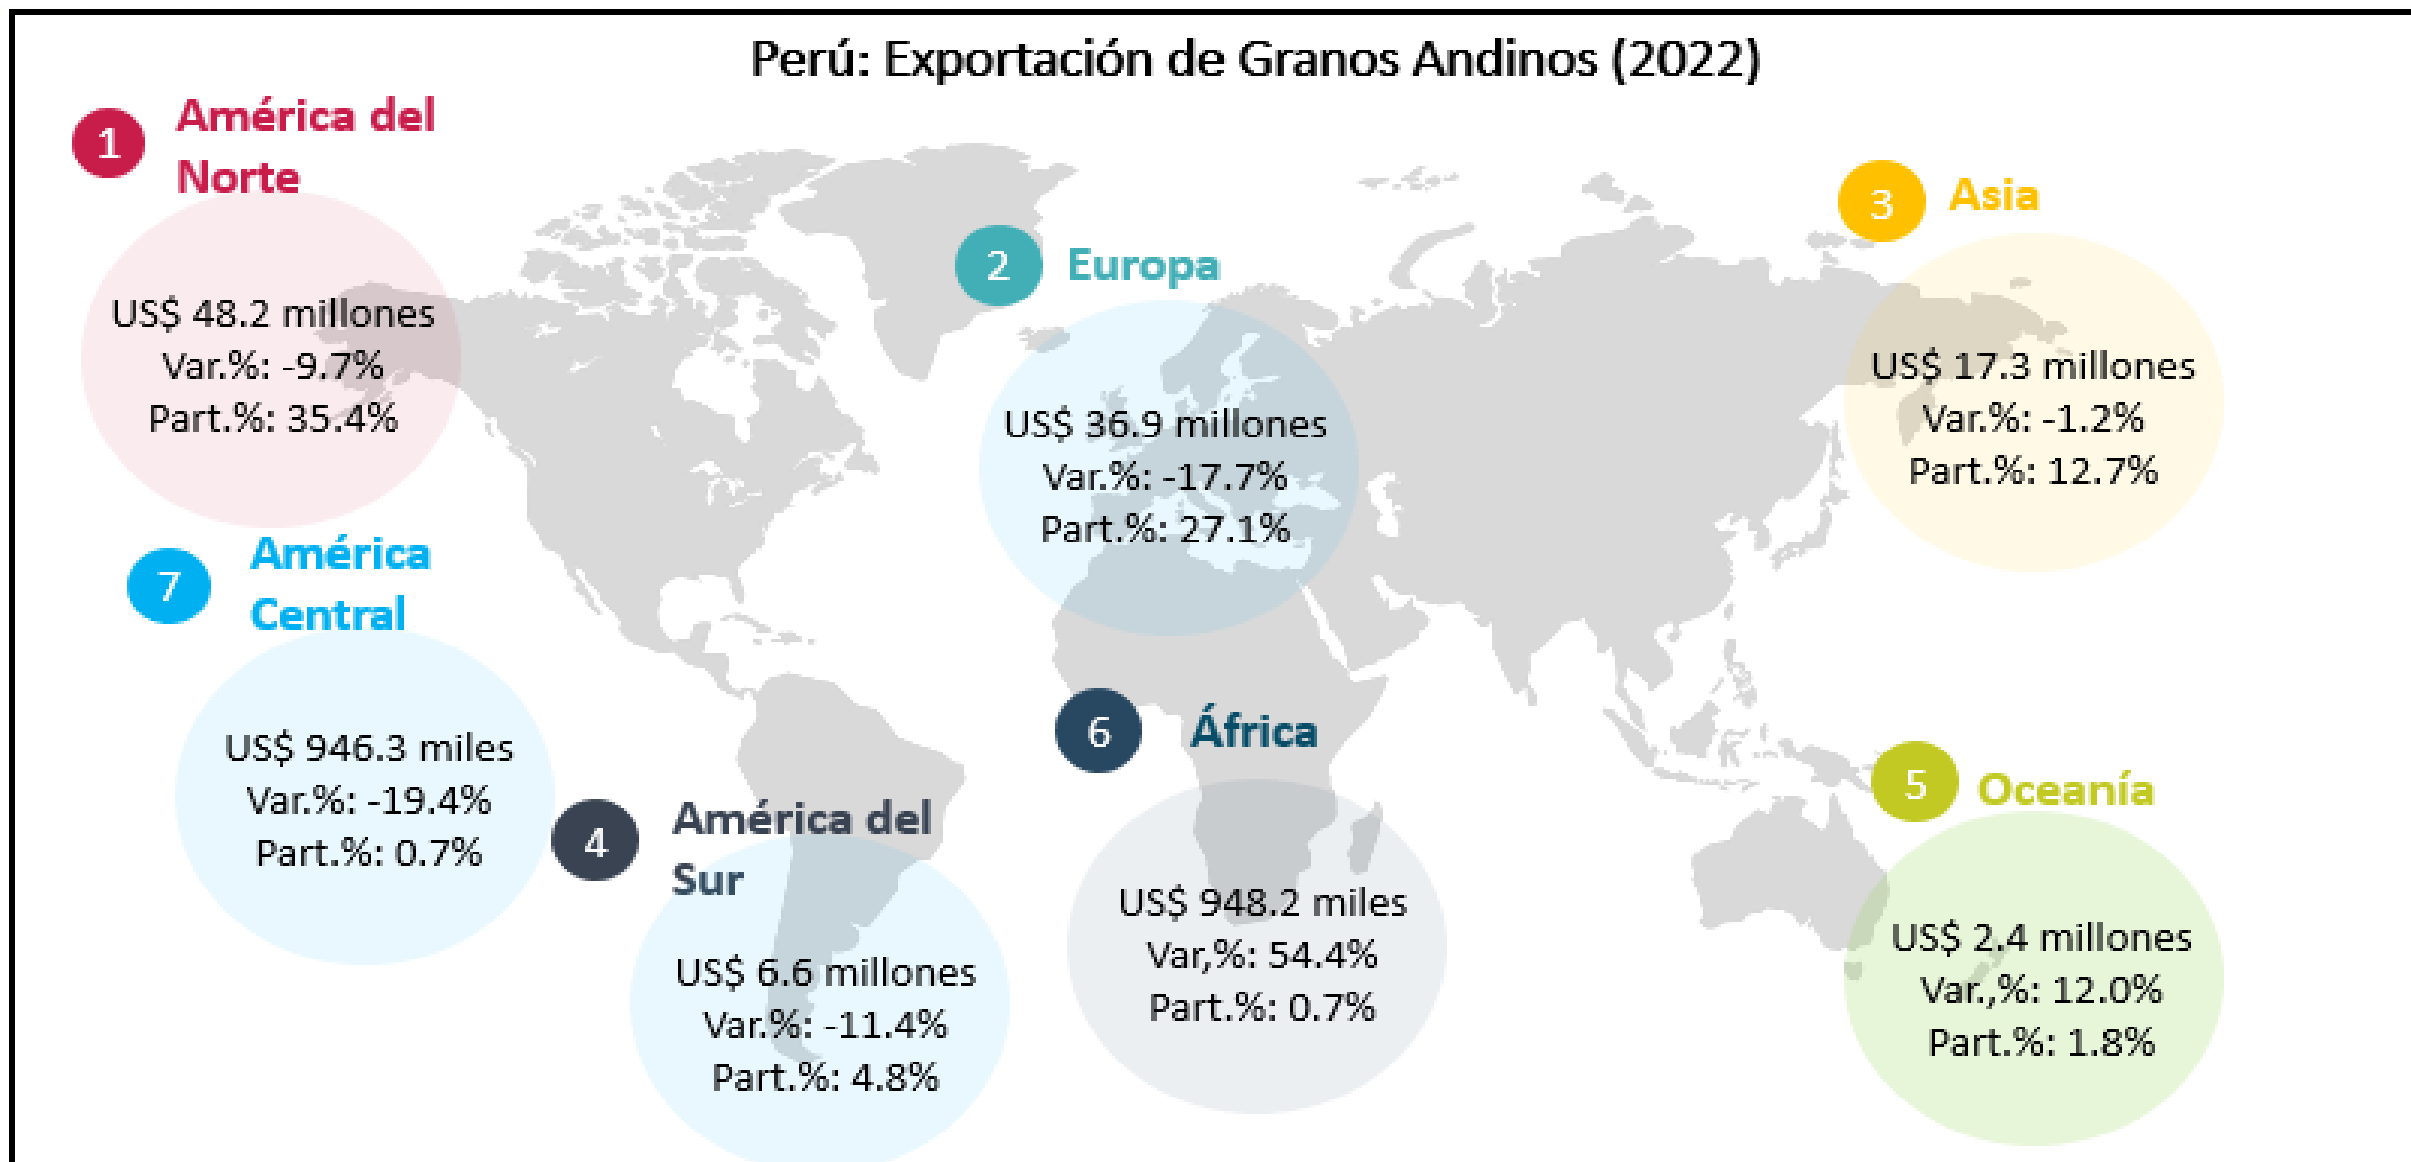 Perú: Exportación de Granos Andinos (2022)
1
América del
Norte
US$ 48.2 millones
Var.%: -9.7%
Part.%: 35.4%
2
Europa
US$ 36.9 millones
Var.%: -17.7%
Part.%: 27.1%
3
Asia
US$ 17.3 millones
Var.%: -1.2%
Part.%: 12.7%
7
América
Central
US$ 946.3 miles
Var.%: -19.4%
Part.%: 0.7%
4
América del
Sur
US$ 6.6 millones
Var.%: -11.4%
Part.%: 4.8%
6
África
US$ 948.2 miles
Var,%: 54.4%
Part.%: 0.7%
5
Oceanía
US$ 2.4 millones
Var.,%: 12.0%
Part.%: 1.8%